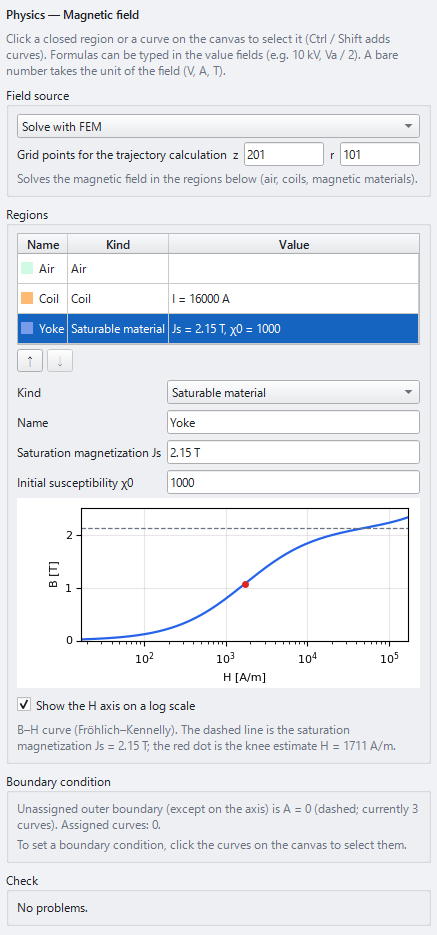 Physics — Magnetic field
Click a closed region or a curve on the canvas to select it (Ctrl / Shift adds
curves). Formulas can be typed in the value fields (e.g. 10 kV, Va / 2). A bare
number takes the unit of the field (V, A, T).
Field source
Solve with FEM
Grid points for the trajectory calculation z 201 r 101
Solves the magnetic field in the regions below (air, coils, magnetic materials).
Regions
Name Kind Value
Air Air
Coil Coil I = 16000 A
Yoke Saturable material Js = 2.15 T, χ0 = 1000
↑ ↓
Kind Saturable material
Name Yoke
Saturation magnetization Js 2.15 T
Initial susceptibility χ0 1000
2
1
0
B [T]
10² 10³ 10⁴ 10⁵
H [A/m]
Show the H axis on a log scale
B–H curve (Fröhlich–Kennelly). The dashed line is the saturation
magnetization Js = 2.15 T; the red dot is the knee estimate H = 1711 A/m.
Boundary condition
Unassigned outer boundary (except on the axis) is A = 0 (dashed; currently 3
curves). Assigned curves: 0.
To set a boundary condition, click the curves on the canvas to select them.
Check
No problems.